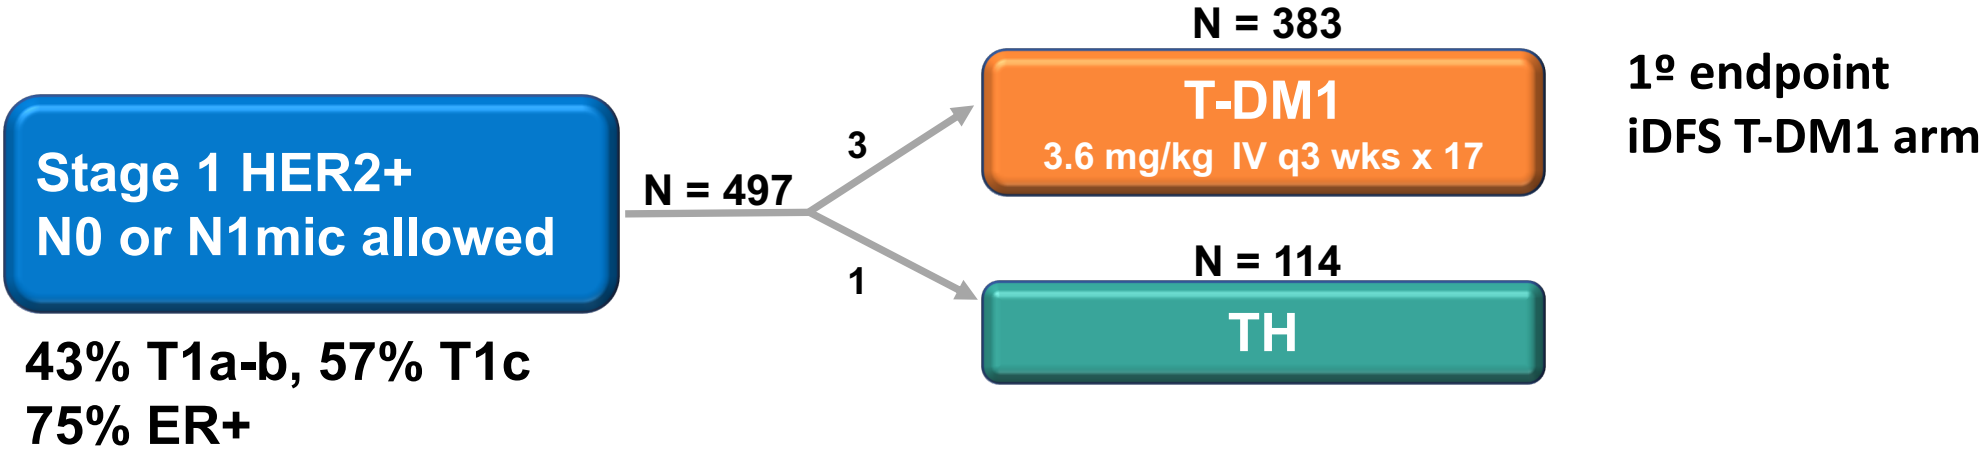 Stage 1 HER2+
N0 or N1mic allowed
43% T1a-b, 57% T1c
75% ER+
N = 497
3
1
N = 383
T-DM1
3.6 mg/kg IV q3 wks x 17
N = 114
TH
1º endpoint
iDFS T-DM1 arm